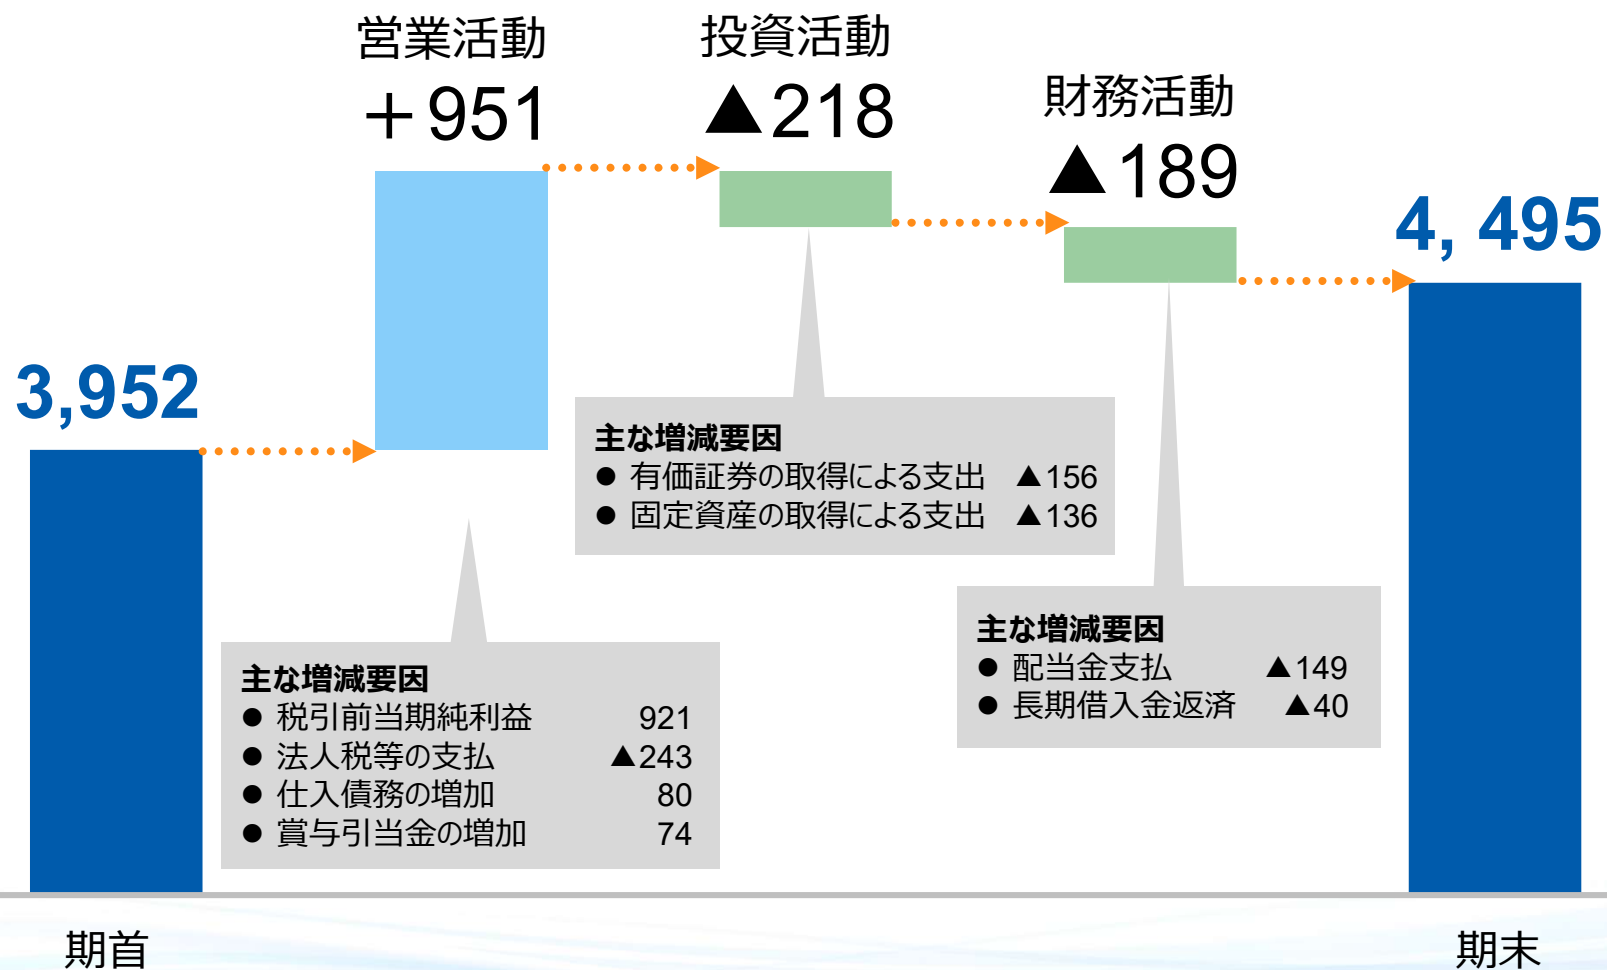 営業活動
＋951
投資活動
▲218
財務活動
▲189
4, 495
3,952
主な増減要因
● 有価証券の取得による支出 ▲156
● 固定資産の取得による支出 ▲136
主な増減要因
● 配当金支払 ▲149
● 長期借入金返済 ▲40
主な増減要因
● 税引前当期純利益 921
● 法人税等の支払 ▲243
● 仕入債務の増加 80
● 賞与引当金の増加 74
期首
期末